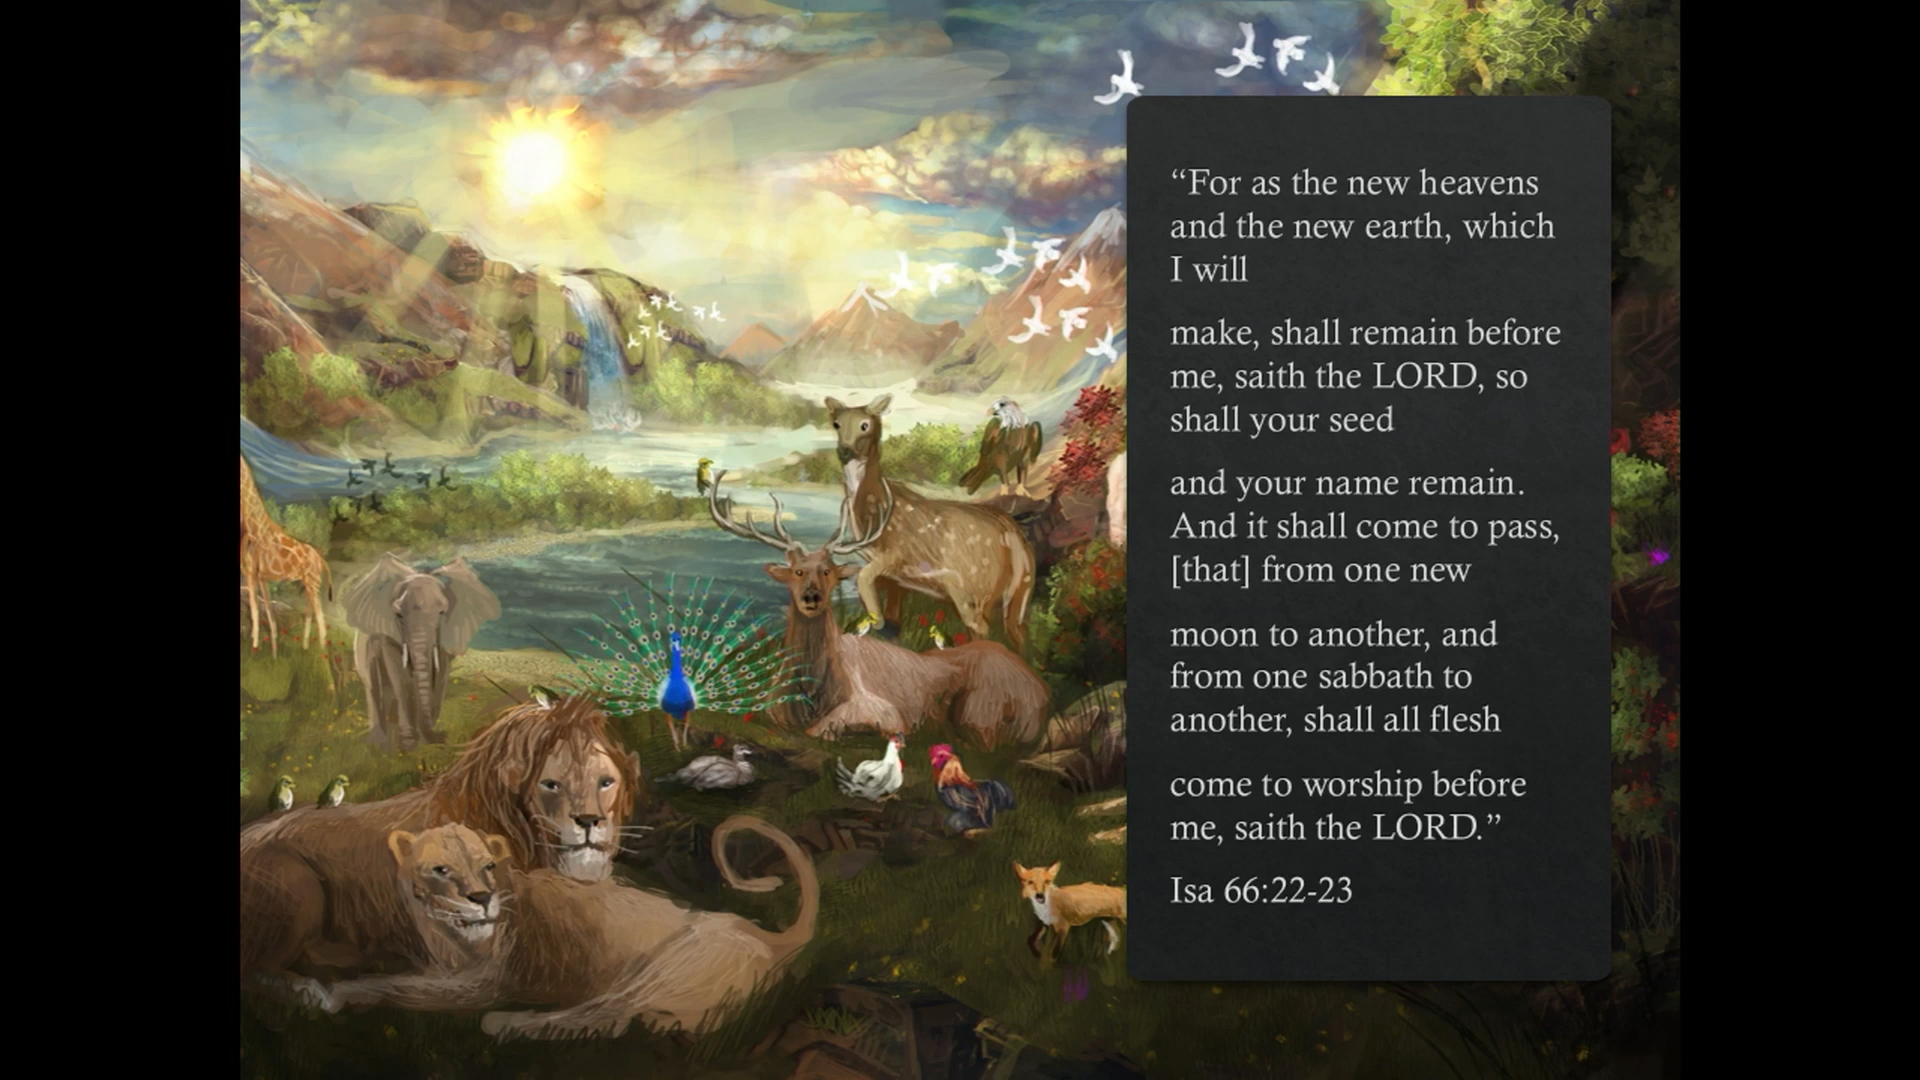 “For as the new heavens
and the new earth, which
I will
make, shall remain before
me, saith the LORD, so
shall your seed
and your name remain.
And it shall come to pass,
[that] from one new
moon to another, and
from one sabbath to
another, shall all flesh
come to worship before
me, saith the LORD.”
Isa 66:22-23